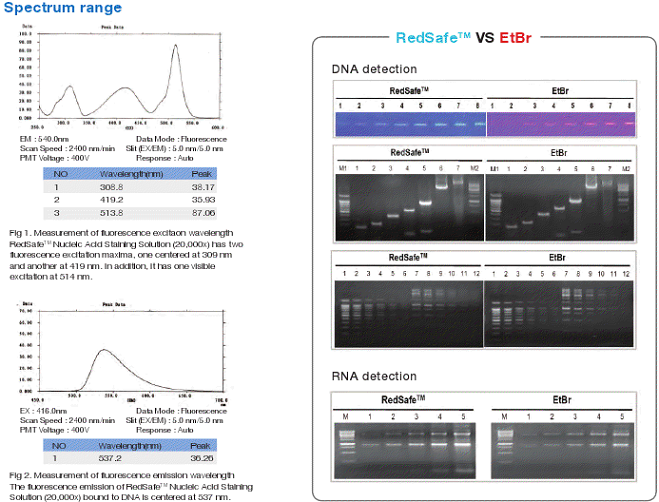 Spectrum range
Data
Peak Data
100.0
EM : 540.0nm
Data Mode : Fluorescence
Scan Speed : 2400 nm/min
Slit (EX/EM) : 5.0 nm/5.0 nm
PMT Voltage : 400V
Response : Auto
NO Wavelength(nm) Peak
1 308.8 38.17
2 419.2 35.93
3 513.8 87.06
Fig 1. Measurement of fluorescence excitaon wavelength
RedSafe™ Nucleic Acid Staining Solution (20,000x) has two
fluorescence excitation maxima, one centered at 309 nm
and another at 419 nm. In addition, it has one visible
excitation at 514 nm.
Data
Peak Data
EX : 416.0nm
Data Mode : Fluorescence
Scan Speed : 2400 nm/min
Slit (EX/EM) : 5.0 nm/5.0 nm
PMT Voltage : 400V
Response : Auto
NO Wavelength(nm) Peak
1 537.2 36.26
Fig 2. Measurement of fluorescence emission wavelength
The fluorescence emission of RedSafe™ Nucleic Acid Staining
Solution (20,000x) bound to DNA is centered at 537 nm.
RedSafe™ VS EtBr
DNA detection
RedSafe™ EtBr
1 2 3 4 5 6 7 8 1 2 3 4 5 6 7 8
RedSafe™ EtBr
M1 1 2 3 4 5 6 7 M2 M1 1 2 3 4 5 6 7 M2
RedSafe™ EtBr
1 2 3 4 5 6 7 8 9 10 11 12 1 2 3 4 5 6 7 8 9 10 11 12
RNA detection
RedSafe™ EtBr
M 1 2 3 4 5 M 1 2 3 4 5